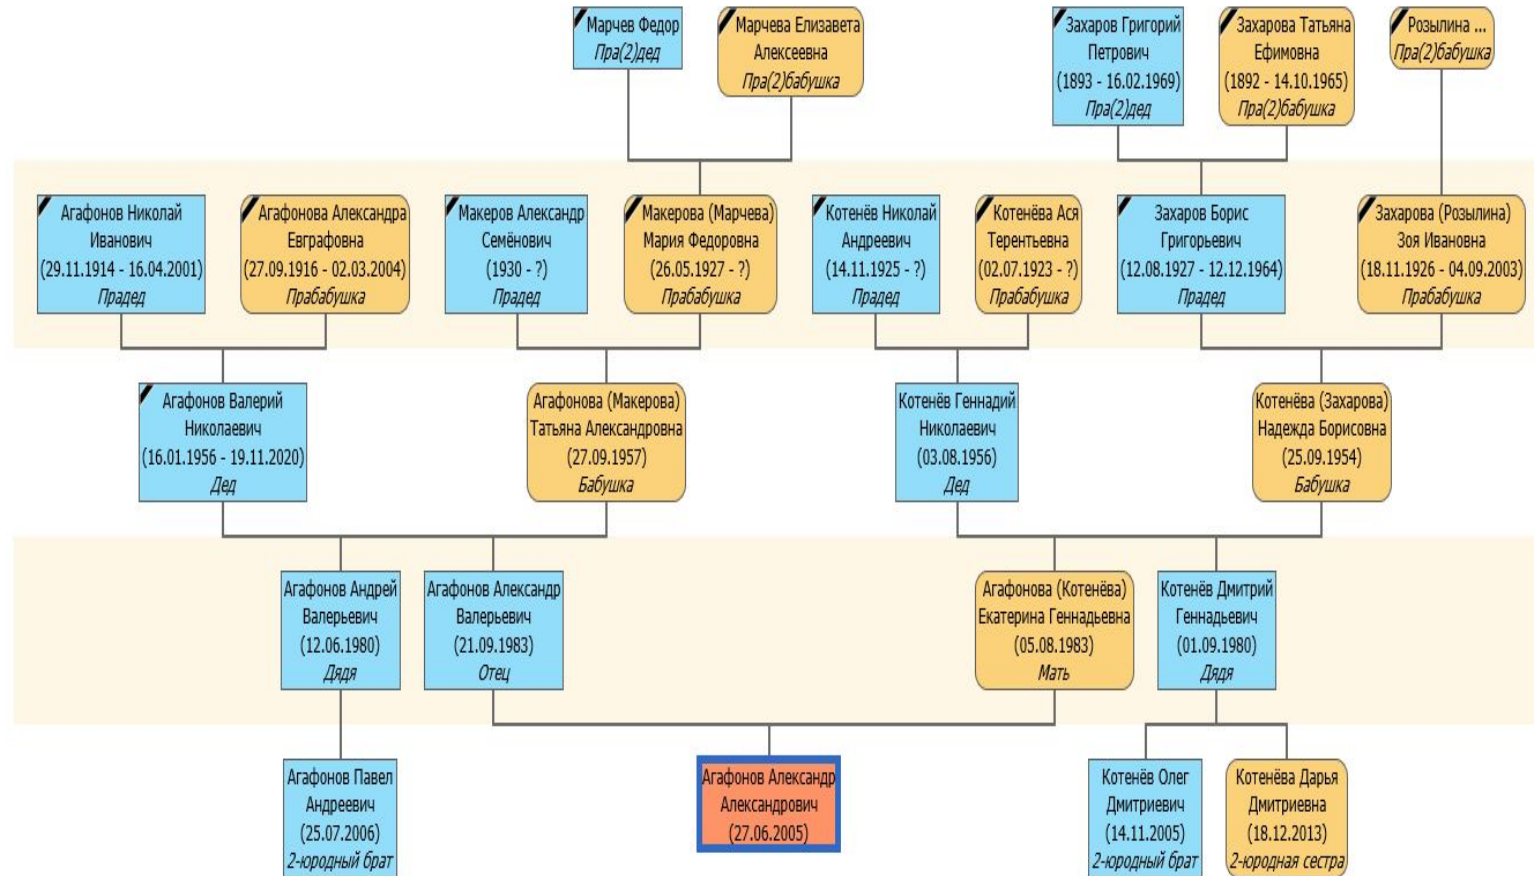 Марчев Федор
Пра(2)дед
Марчева Елизавета
Алексеевна
Пра(2)бабушка
Захаров Григорий
Петрович
(1893 - 16.02.1969)
Пра(2)дед
Захарова Татьяна
Ефимовна
(1892 - 14.10.1965)
Пра(2)бабушка
Розылина ...
Пра(2)бабушка
Агафонов Николай
Иванович
(29.11.1914 - 16.04.2001)
Прадед
Агафонова Александра
Евграфовна
(27.09.1916 - 02.03.2004)
Прабабушка
Макеров Александр
Семёнович
(1930 - ?)
Прадед
Макерова (Марчева)
Мария Федоровна
(26.05.1927 - ?)
Прабабушка
Котенёв Николай
Андреевич
(14.11.1925 - ?)
Прадед
Котенёва Ася
Терентьевна
(02.07.1923 - ?)
Прабабушка
Захаров Борис
Григорьевич
(12.08.1927 - 12.12.1964)
Прадед
Захарова (Розылина)
Зоя Ивановна
(18.11.1926 - 04.09.2003)
Прабабушка
Агафонов Валерий
Николаевич
(16.01.1956 - 19.11.2020)
Дед
Агафонова (Макерова)
Татьяна Александровна
(27.09.1957)
Бабушка
Котенёв Геннадий
Николаевич
(03.08.1956)
Дед
Котенёва (Захарова)
Надежда Борисовна
(25.09.1954)
Бабушка
Агафонов Андрей
Валерьевич
(12.06.1980)
Дядя
Агафонов Александр
Валерьевич
(21.09.1983)
Отец
Агафонова (Котенёва)
Екатерина Геннадьевна
(05.08.1983)
Мать
Котенёв Дмитрий
Геннадьевич
(01.09.1980)
Дядя
Агафонов Павел
Андреевич
(25.07.2006)
2-юродный брат
Агафонов Александр
Александрович
(27.06.2005)
Котенёв Олег
Дмитриевич
(14.11.2005)
2-юродный брат
Котенёва Дарья
Дмитриевна
(18.12.2013)
2-юродная сестра